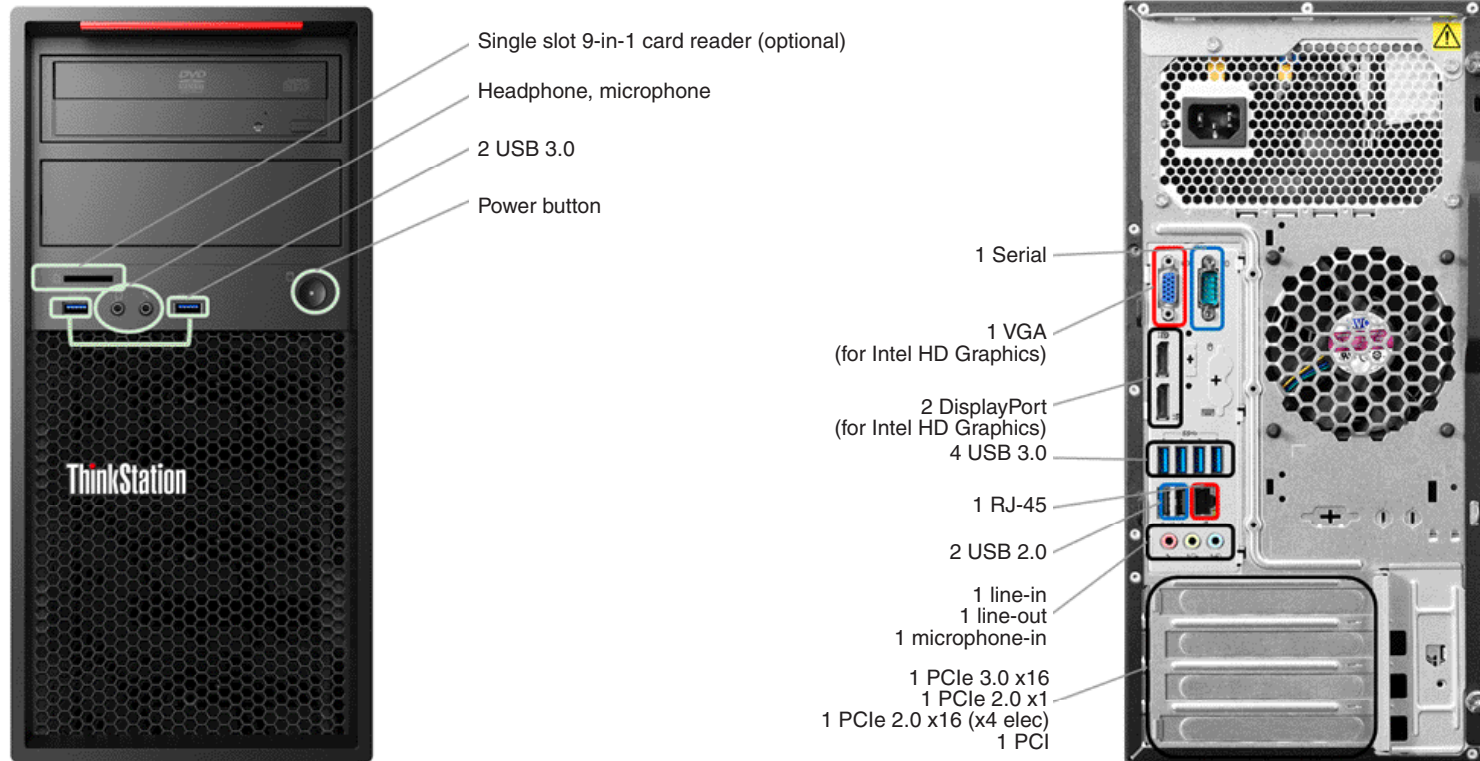 Single slot 9-in-1 card reader (optional)
Headphone, microphone
2 USB 3.0
Power button
DVD
ThinkStation
1 Serial
1 VGA
(for Intel HD Graphics)
2 DisplayPort
(for Intel HD Graphics)
4 USB 3.0
1 RJ-45
2 USB 2.0
1 line-in
1 line-out
1 microphone-in
1 PCIe 3.0 x16
1 PCIe 2.0 x1
1 PCIe 2.0 x16 (x4 elec)
1 PCI